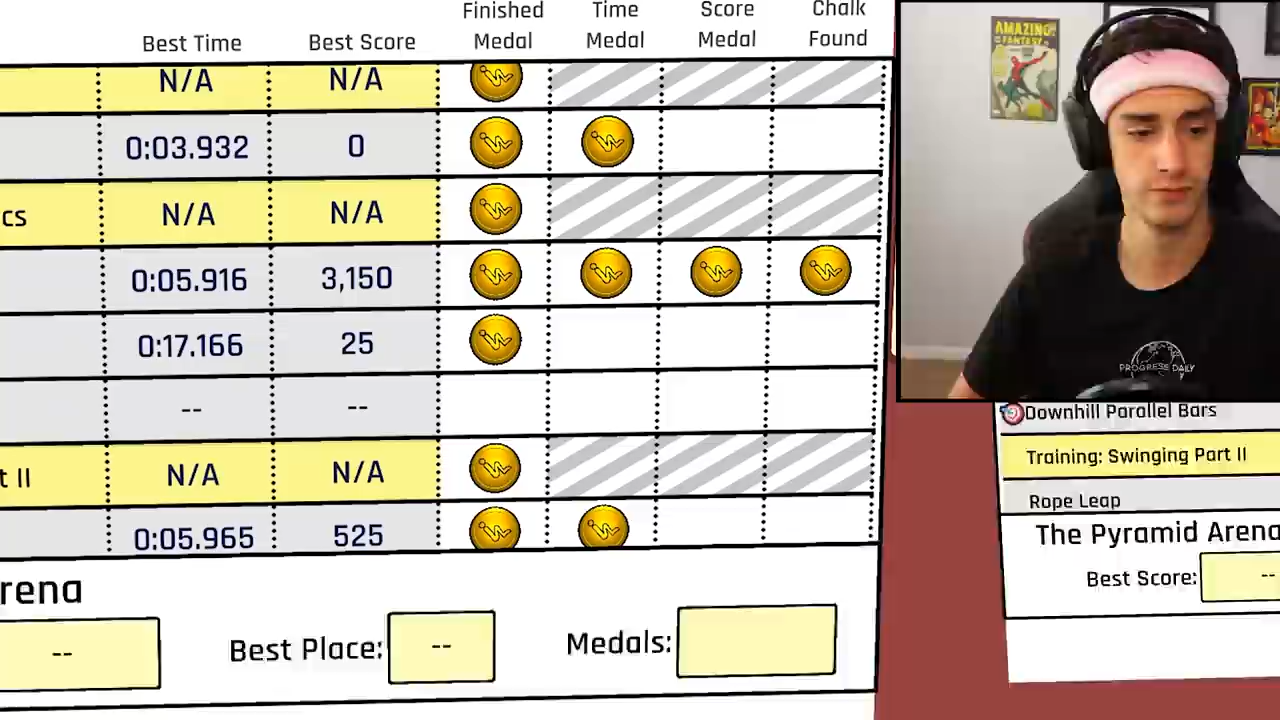 Best Time Best Score Finished Medal Time Medal Score Medal Chalk Found
N/A N/A
0:03.932 0
cs N/A N/A
0:05.916 3,150
0:17.166 25
-- --
t II N/A N/A
0:05.965 525
rena
-- Best Place: -- Medals:
AMAZING
FANTASY
PROGRESS DAILY
Downhill Parallel Bars
Training: Swinging Part II
Rope Leap
The Pyramid Arena
Best Score: --